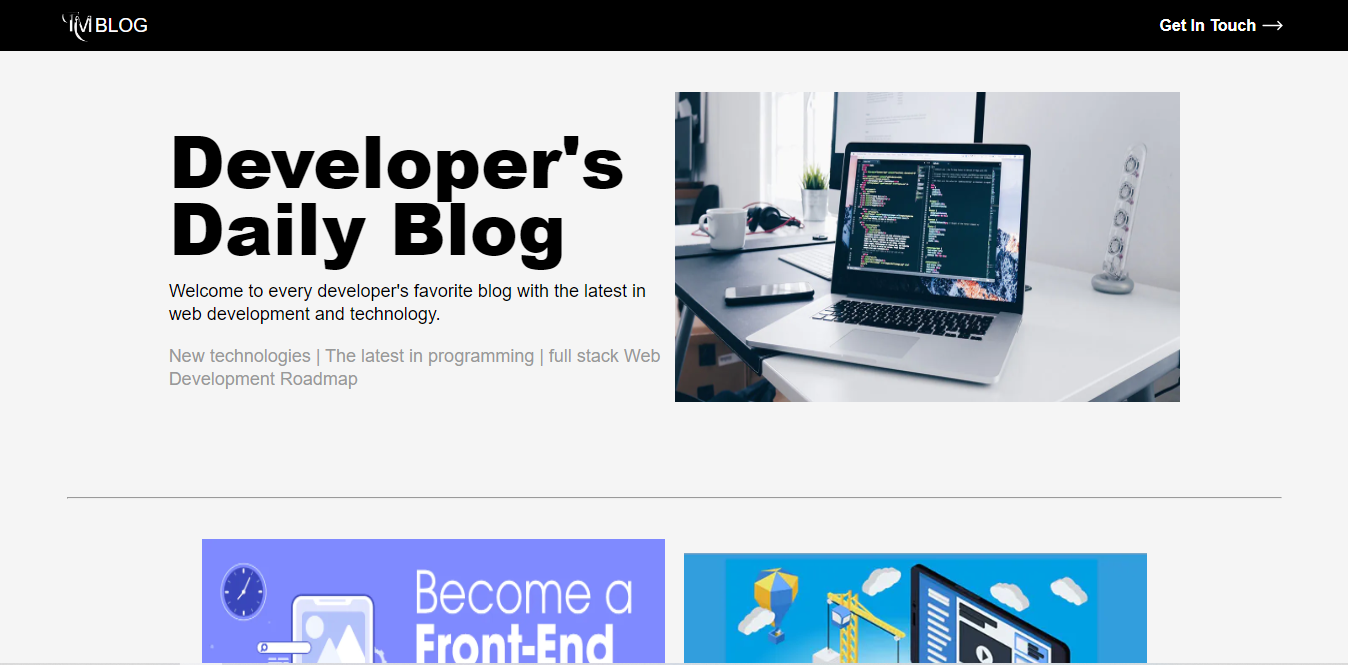 TM BLOG
Get In Touch
Developer's
Daily Blog
Welcome to every developer's favorite blog with the latest in
web development and technology.
New technologies | The latest in programming | full stack Web
Development Roadmap
Become a
Front-End